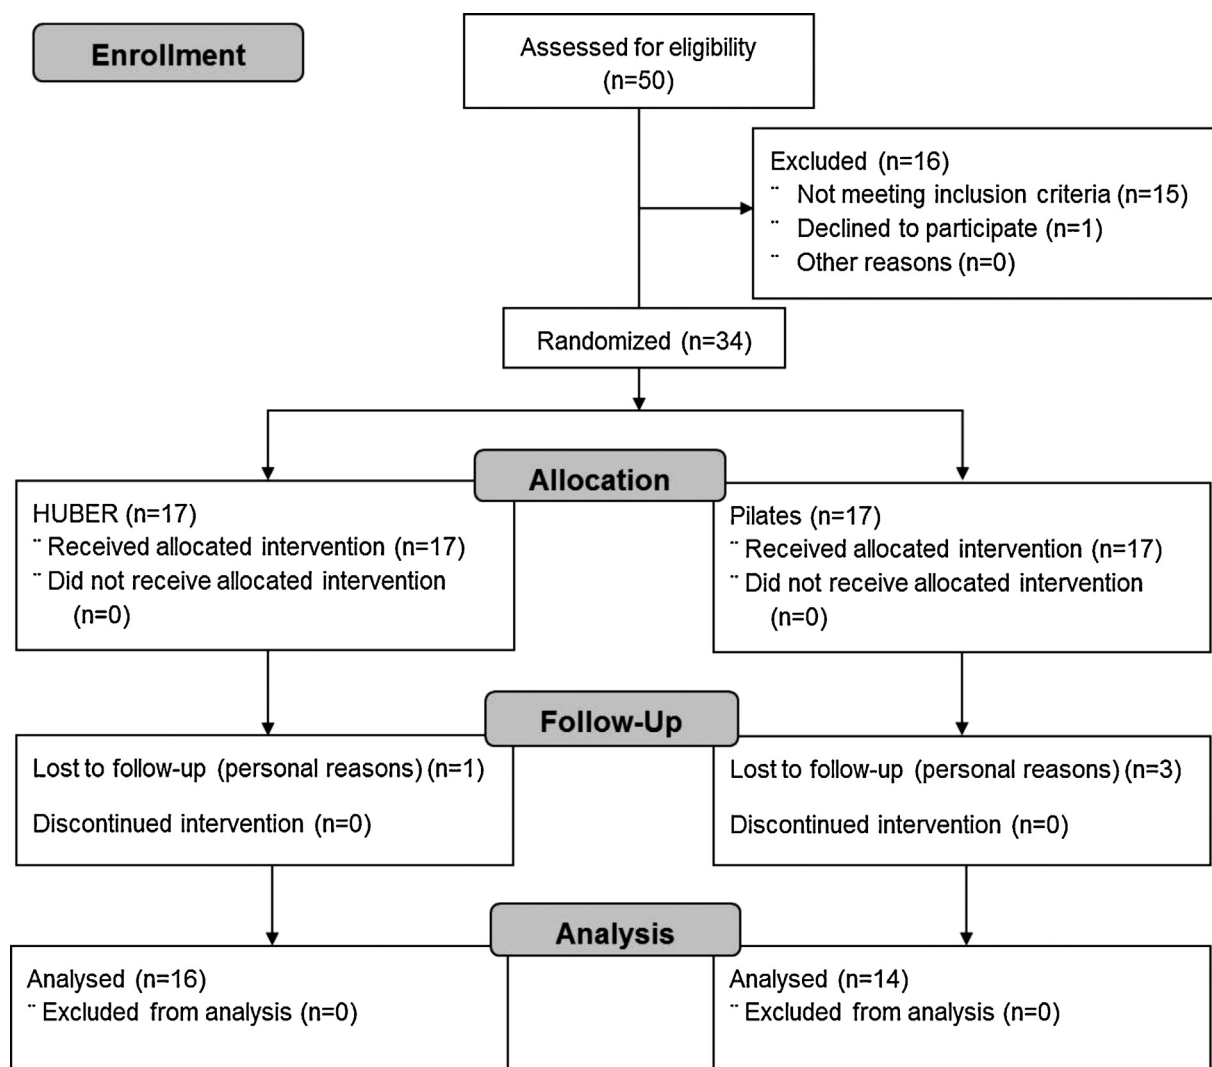 Enrollment
Assessed for eligibility
(n=50)
Excluded (n=16)
¨ Not meeting inclusion criteria (n=15)
¨ Declined to participate (n=1)
¨ Other reasons (n=0)
Randomized (n=34)
Allocation
HUBER (n=17)
¨ Received allocated intervention (n=17)
¨ Did not receive allocated intervention
(n=0)
Pilates (n=17)
¨ Received allocated intervention (n=17)
¨ Did not receive allocated intervention
(n=0)
Follow-Up
Lost to follow-up (personal reasons) (n=1)
Discontinued intervention (n=0)
Lost to follow-up (personal reasons) (n=3)
Discontinued intervention (n=0)
Analysis
Analysed (n=16)
¨ Excluded from analysis (n=0)
Analysed (n=14)
¨ Excluded from analysis (n=0)